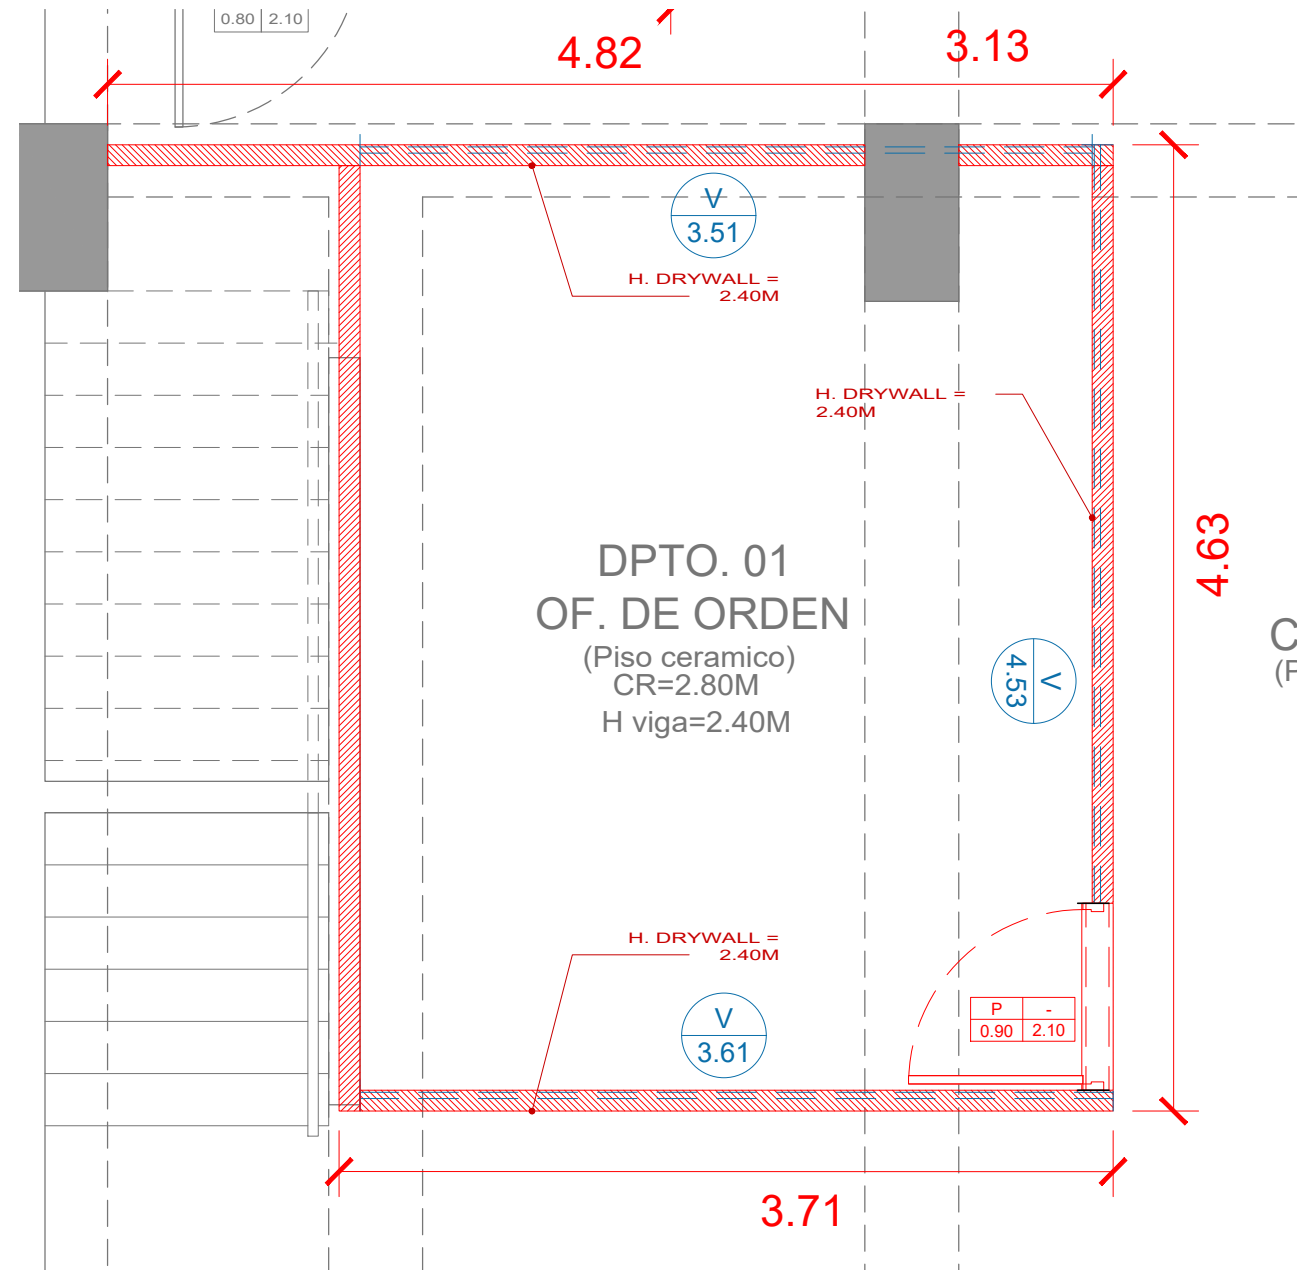 0.80 2.10
4.82
3.13
V
3.51
H. DRYWALL =
2.40M
H. DRYWALL =
2.40M
4.63
DPTO. 01
OF. DE ORDEN
(Piso ceramico)
CR=2.80M
H viga=2.40M
V
4.53
C
(F
H. DRYWALL =
2.40M
V
3.61
P -
0.90 2.10
3.71